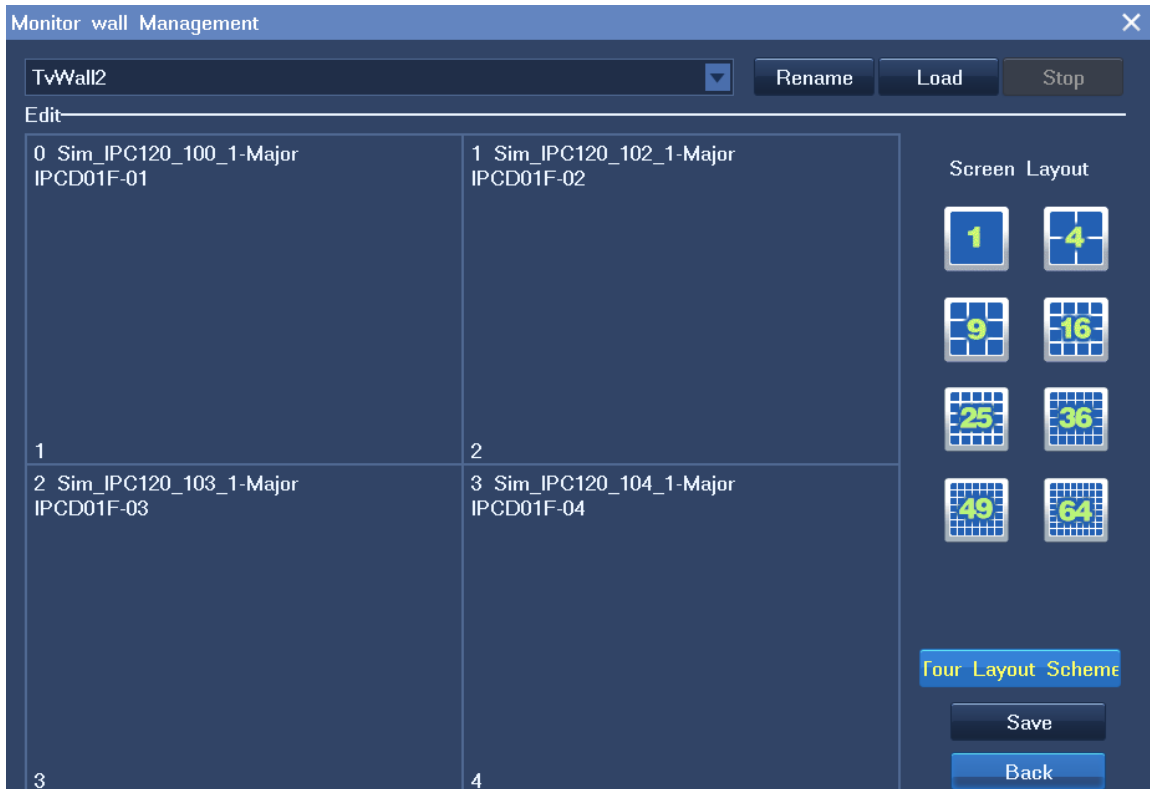 Monitor wall Management
TvWall2
Rename
Load
Stop
Edit
0 Sim_IPC120_100_1-Major
IPCD01F-01
1
1 Sim_IPC120_102_1-Major
IPCD01F-02
2
2 Sim_IPC120_103_1-Major
IPCD01F-03
3
3 Sim_IPC120_104_1-Major
IPCD01F-04
4
Screen Layout
1
4
9
16
25
36
49
64
Tour Layout Scheme
Save
Back